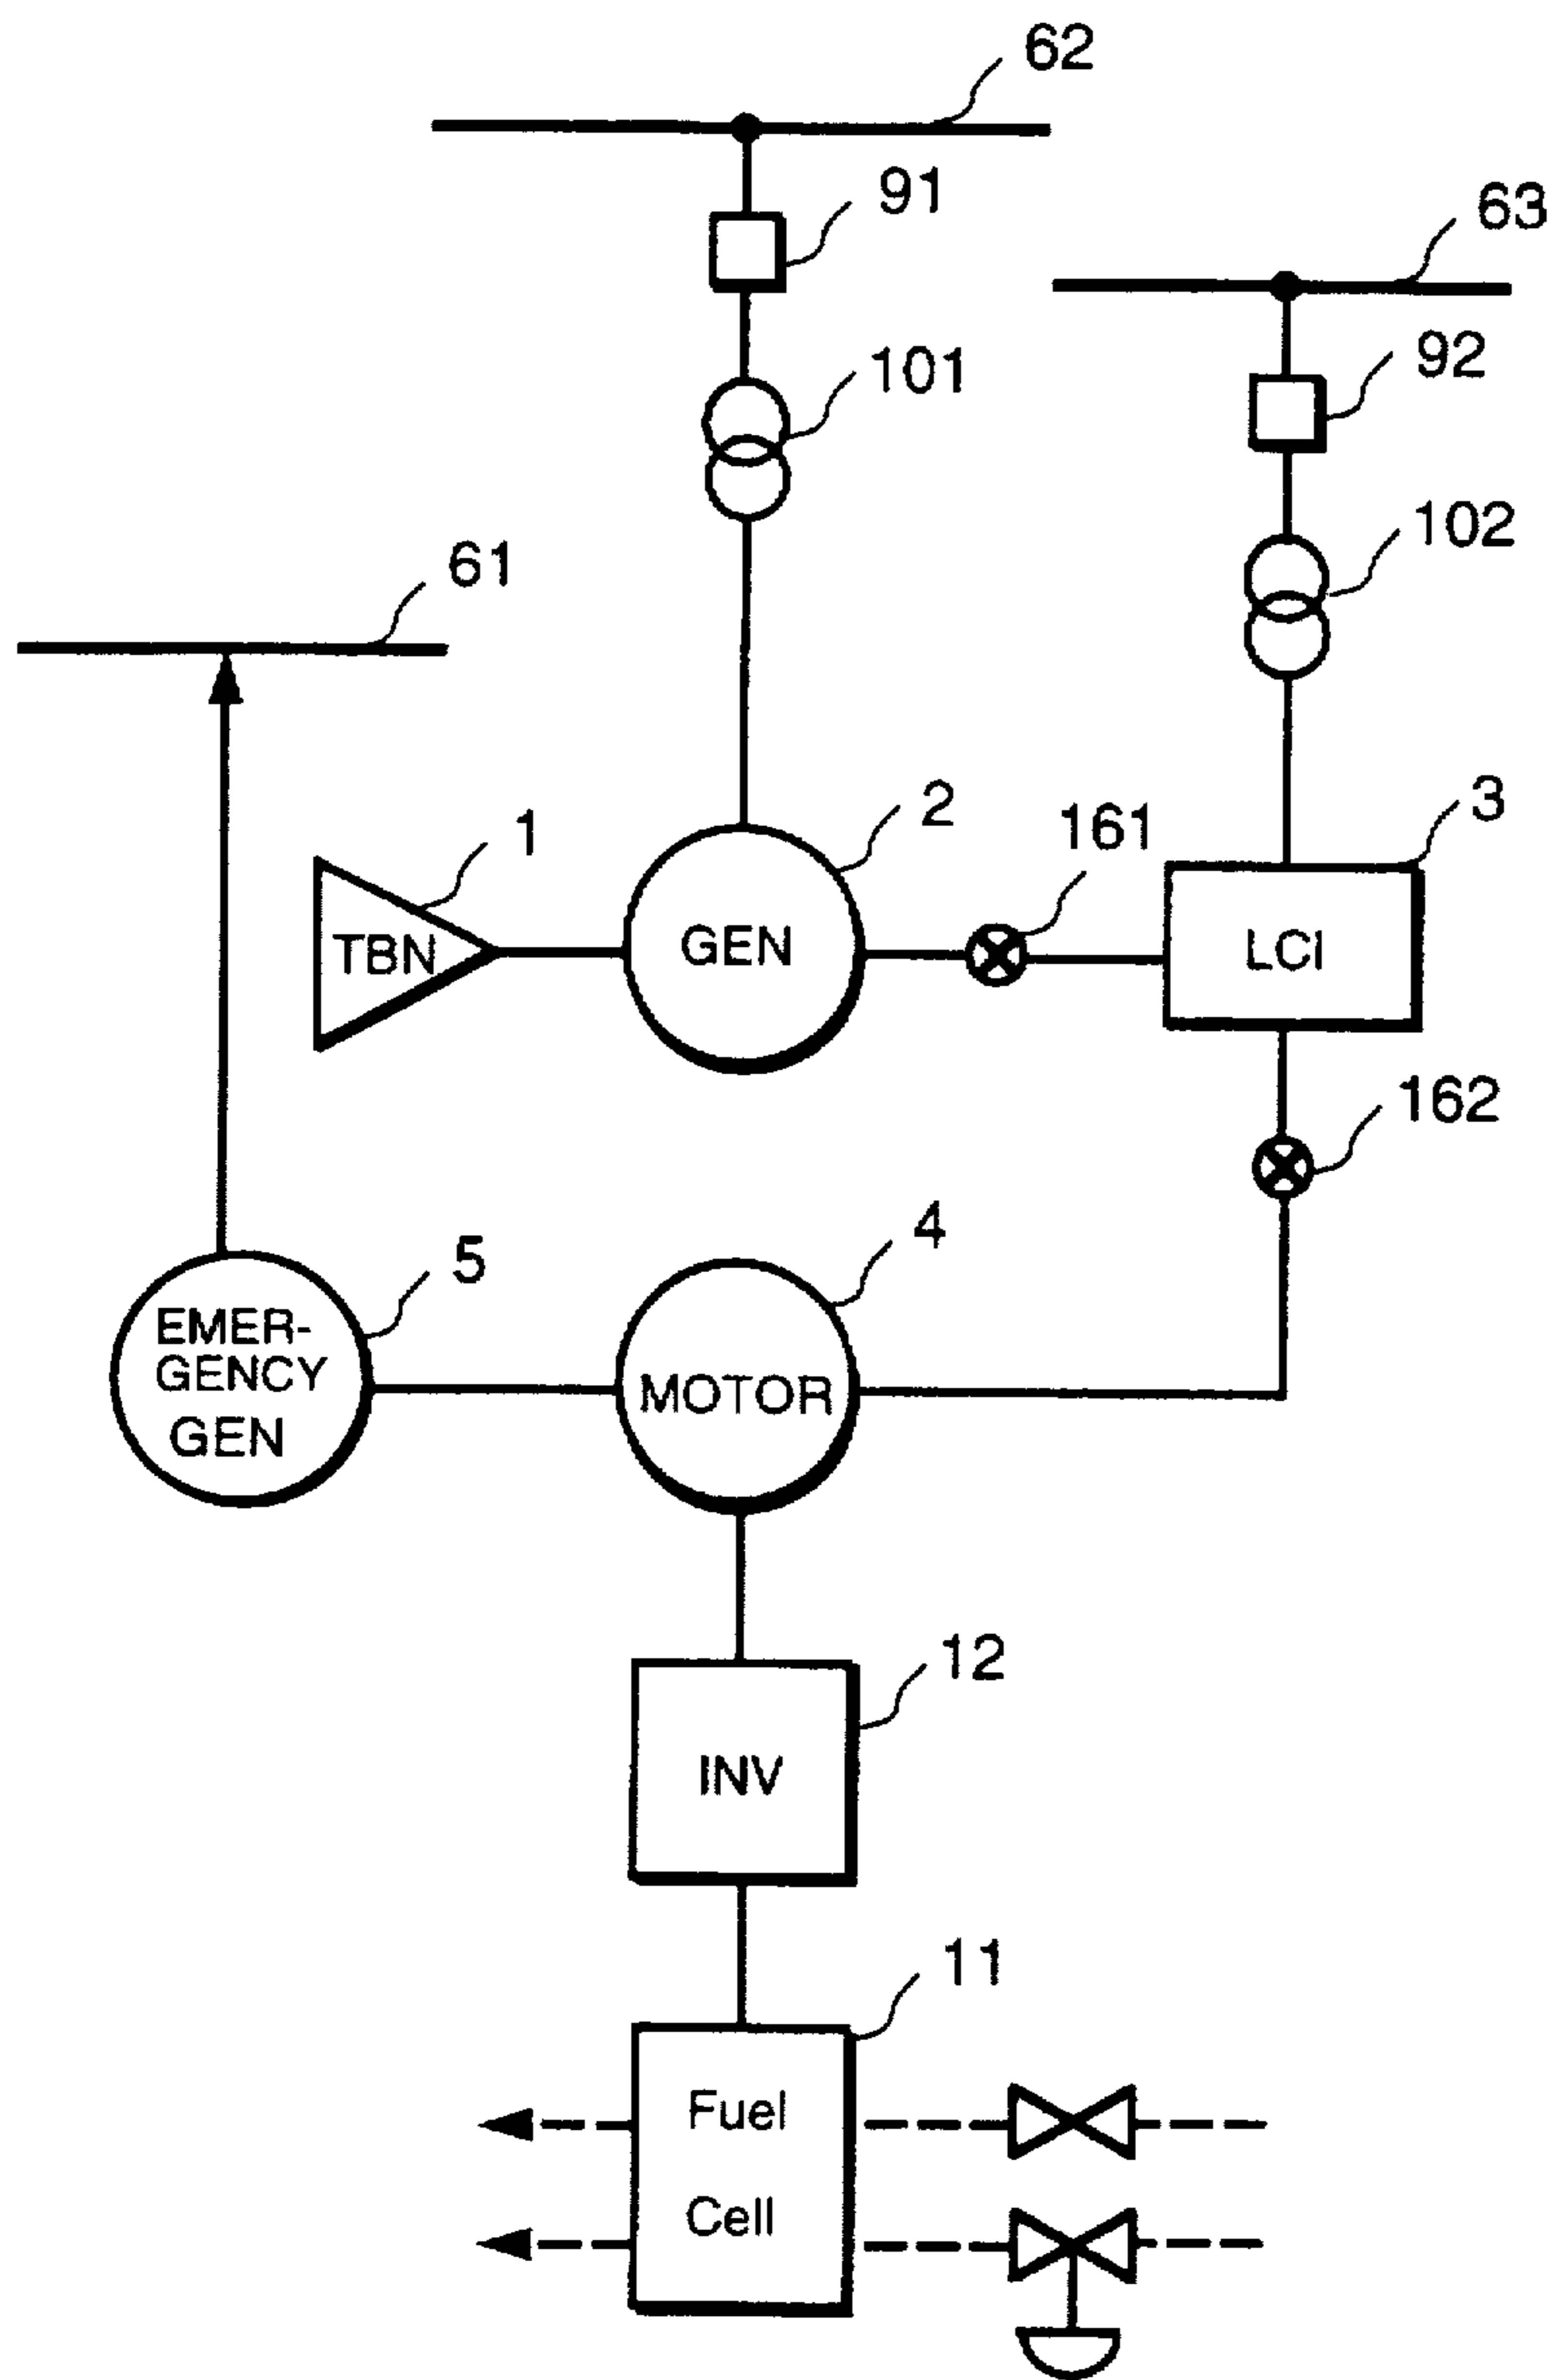 62
91
63
101
92
102
61
1
2
161
3
TBN
GEN
LCI
162
5
4
EMER-
GENCY
GEN
MOTOR
12
INV
11
Fuel
Cell